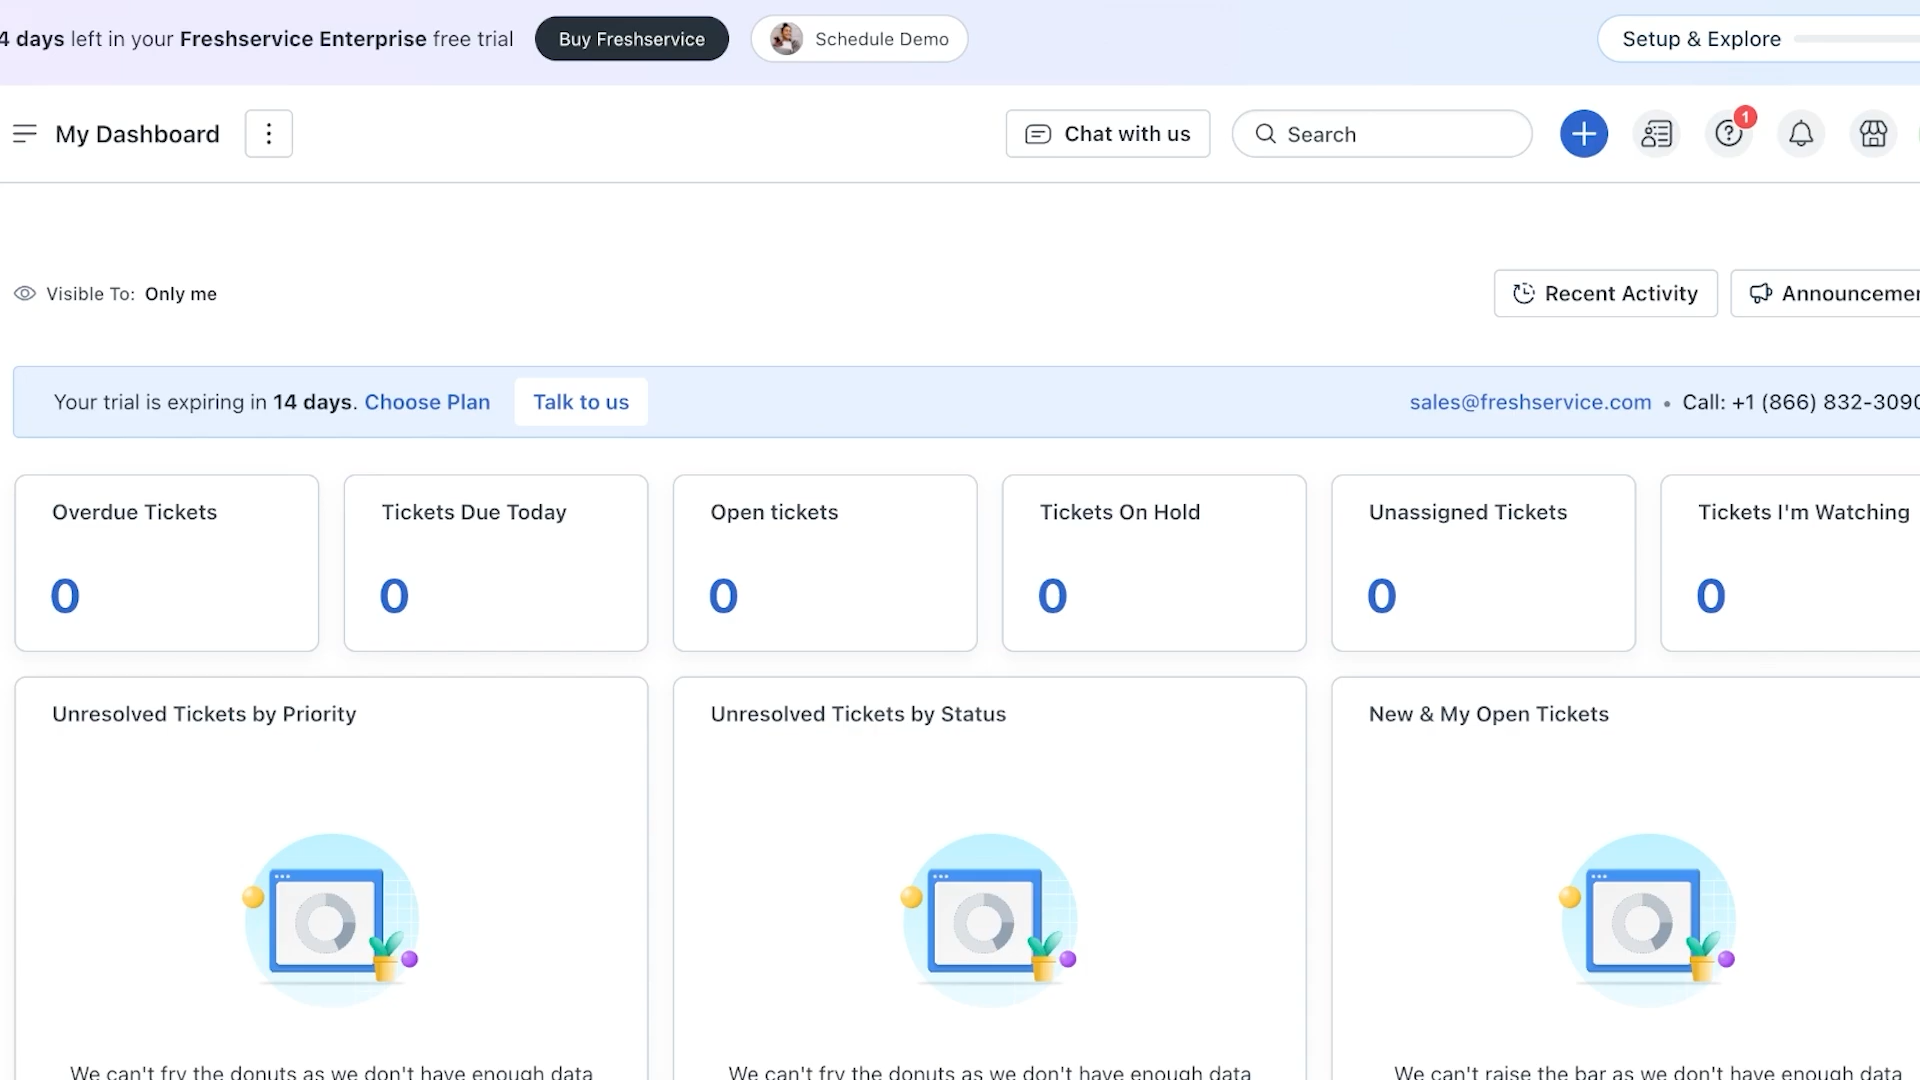 4 days left in your Freshservice Enterprise free trial
Buy Freshservice
Schedule Demo
Setup & Explore
My Dashboard
Chat with us
Search
1
Visible To: Only me
Recent Activity
Announcemen
Your trial is expiring in 14 days. Choose Plan
Talk to us
sales@freshservice.com • Call: +1 (866) 832-3090
Overdue Tickets
0
Tickets Due Today
0
Open tickets
0
Tickets On Hold
0
Unassigned Tickets
0
Tickets I'm Watching
0
Unresolved Tickets by Priority
We can't fry the donuts as we don't have enough data
Unresolved Tickets by Status
We can't fry the donuts as we don't have enough data
New & My Open Tickets
We can't raise the bar as we don't have enough data